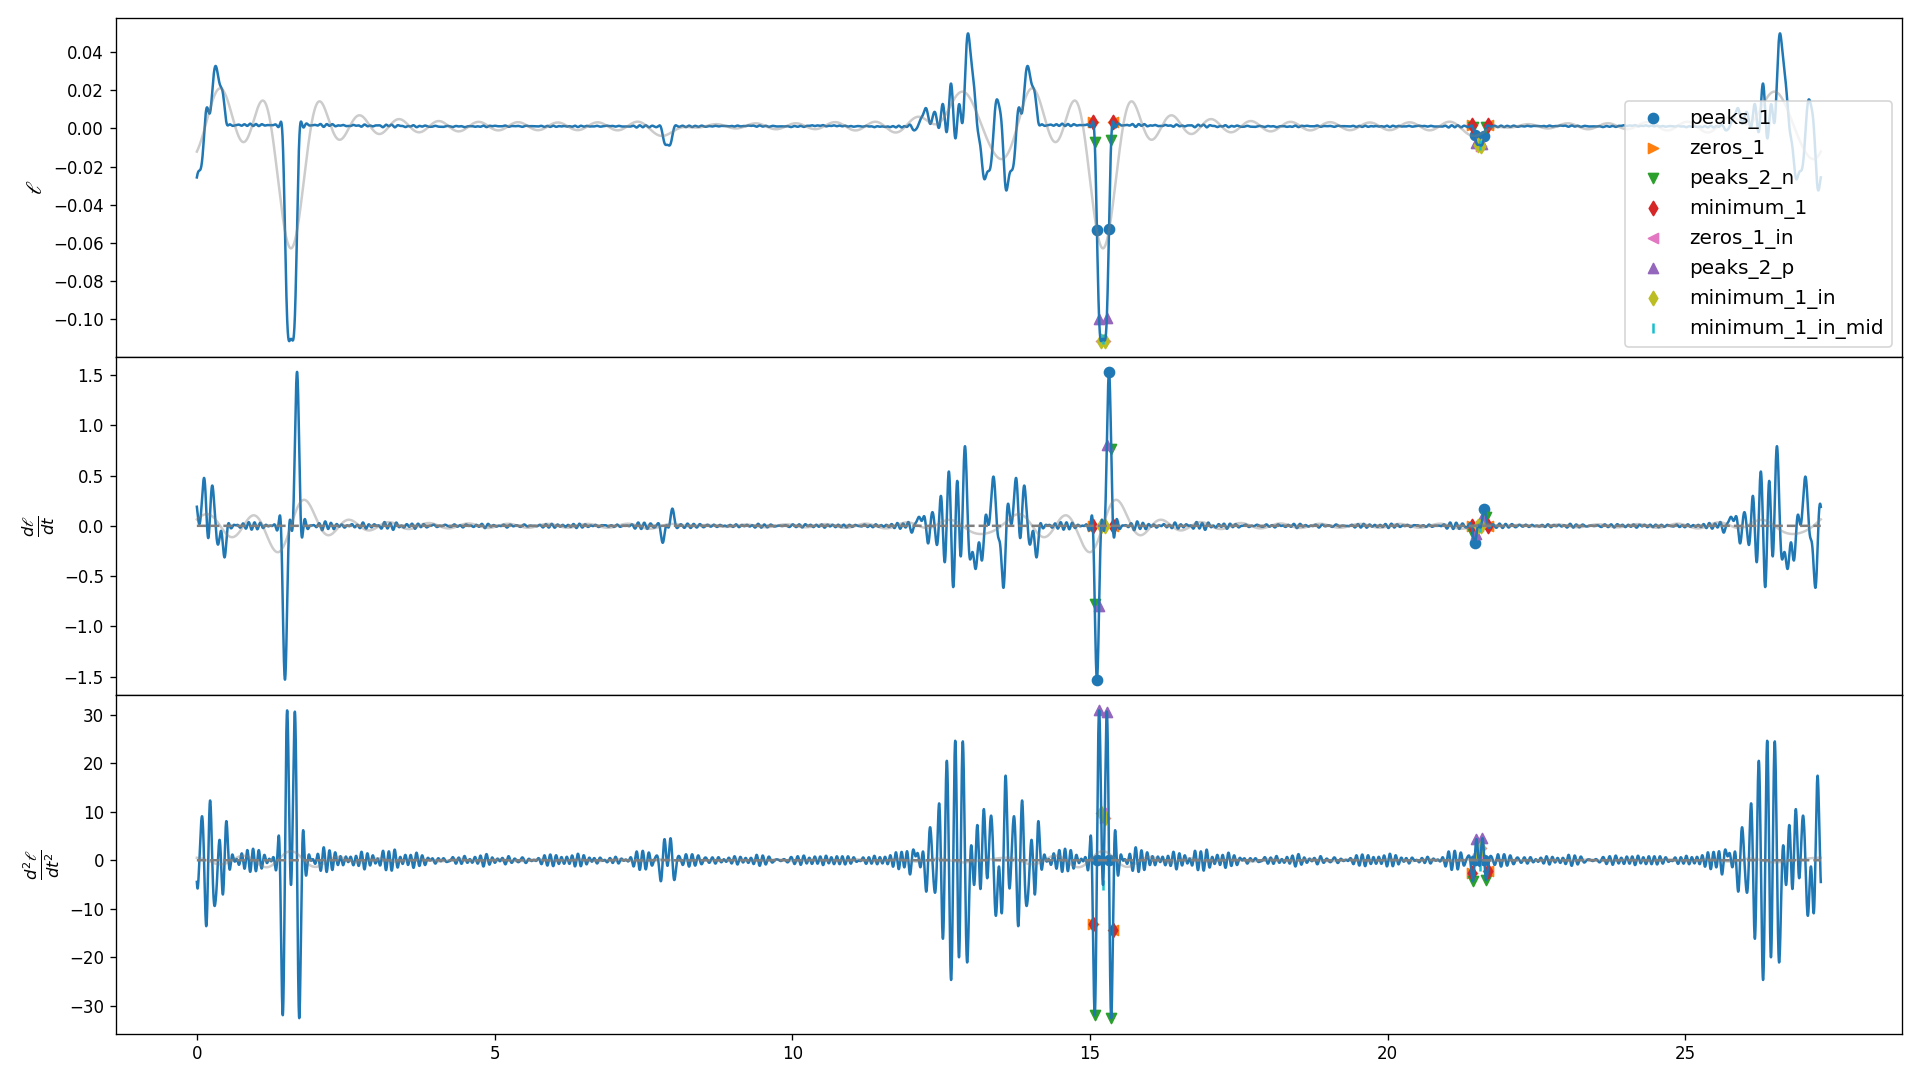 0.04
0.02
0.00
−0.02
−0.04
−0.06
−0.08
−0.10
ℓ
peaks_1
zeros_1
peaks_2_n
minimum_1
zeros_1_in
peaks_2_p
minimum_1_in
minimum_1_in_mid
1.5
1.0
0.5
0.0
−0.5
−1.0
−1.5
dℓ/dt
30
20
10
0
−10
−20
−30
d²ℓ/dt²
0 5 10 15 20 25